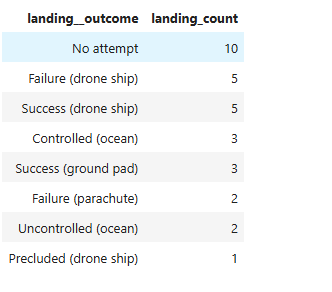 landing__outcome landing_count
No attempt 10
Failure (drone ship) 5
Success (drone ship) 5
Controlled (ocean) 3
Success (ground pad) 3
Failure (parachute) 2
Uncontrolled (ocean) 2
Precluded (drone ship) 1